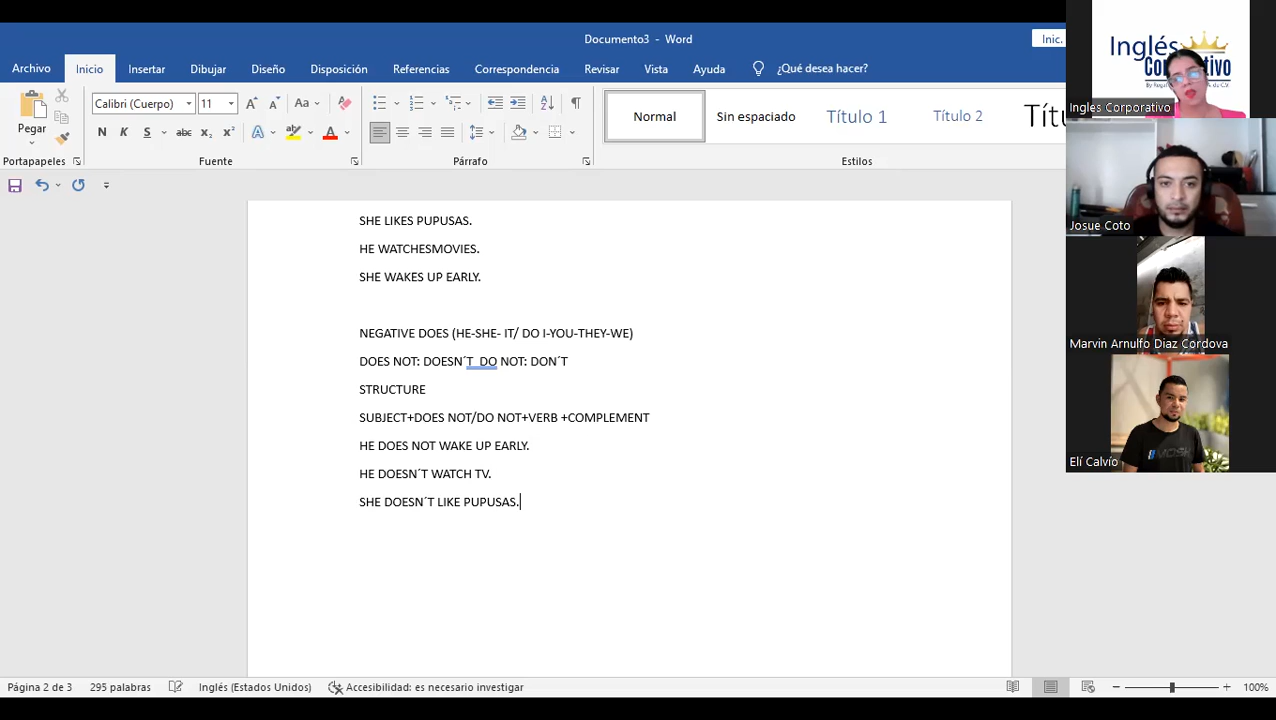 Documento3 - Word
Inic.
Archivo Inicio Insertar Dibujar Diseño Disposición Referencias Correspondencia Revisar Vista Ayuda ¿Qué desea hacer?
Pegar
Calibri (Cuerpo) 11
Normal Sin espaciado Título 1 Título 2 Tít
Portapapeles Fuente Párrafo Estilos
SHE LIKES PUPUSAS.
HE WATCHESMOVIES.
SHE WAKES UP EARLY.
NEGATIVE DOES (HE-SHE- IT/ DO I-YOU-THEY-WE)
DOES NOT: DOESN´T DO NOT: DON´T
STRUCTURE
SUBJECT+DOES NOT/DO NOT+VERB +COMPLEMENT
HE DOES NOT WAKE UP EARLY.
HE DOESN´T WATCH TV.
SHE DOESN´T LIKE PUPUSAS.
Página 2 de 3 295 palabras Inglés (Estados Unidos) Accesibilidad: es necesario investigar 100%
Inglés
Corporativo
Ingles Corporativo
Josue Coto
Marvin Arnulfo Diaz Cordova
Elí Calvío